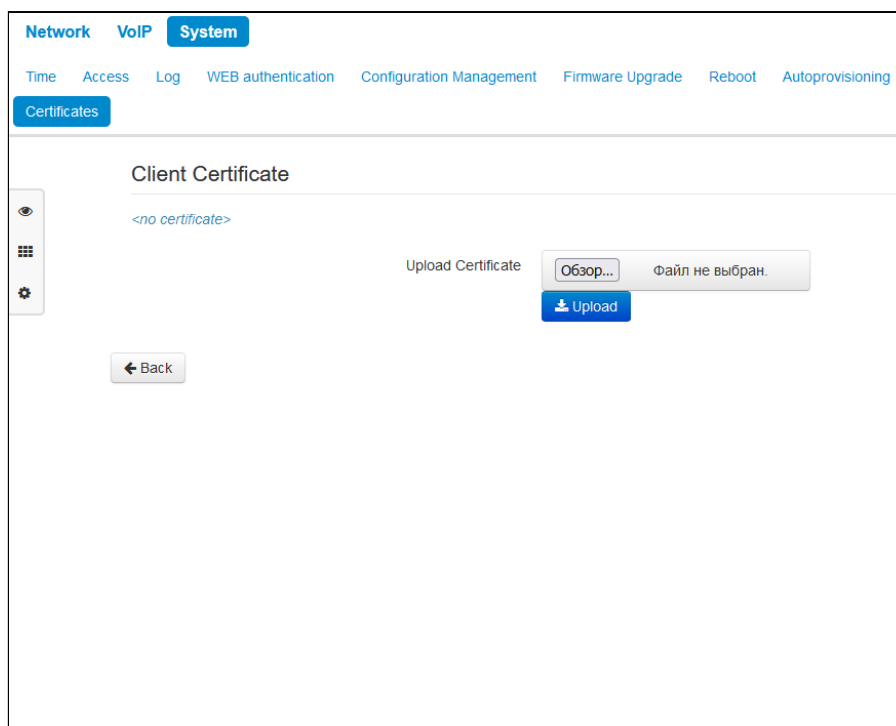 Network VoIP System
Time Access Log WEB authentication Configuration Management Firmware Upgrade Reboot Autoprovisioning
Certificates
Client Certificate
<no certificate>
Upload Certificate Обзор... Файл не выбран.
Upload
Back